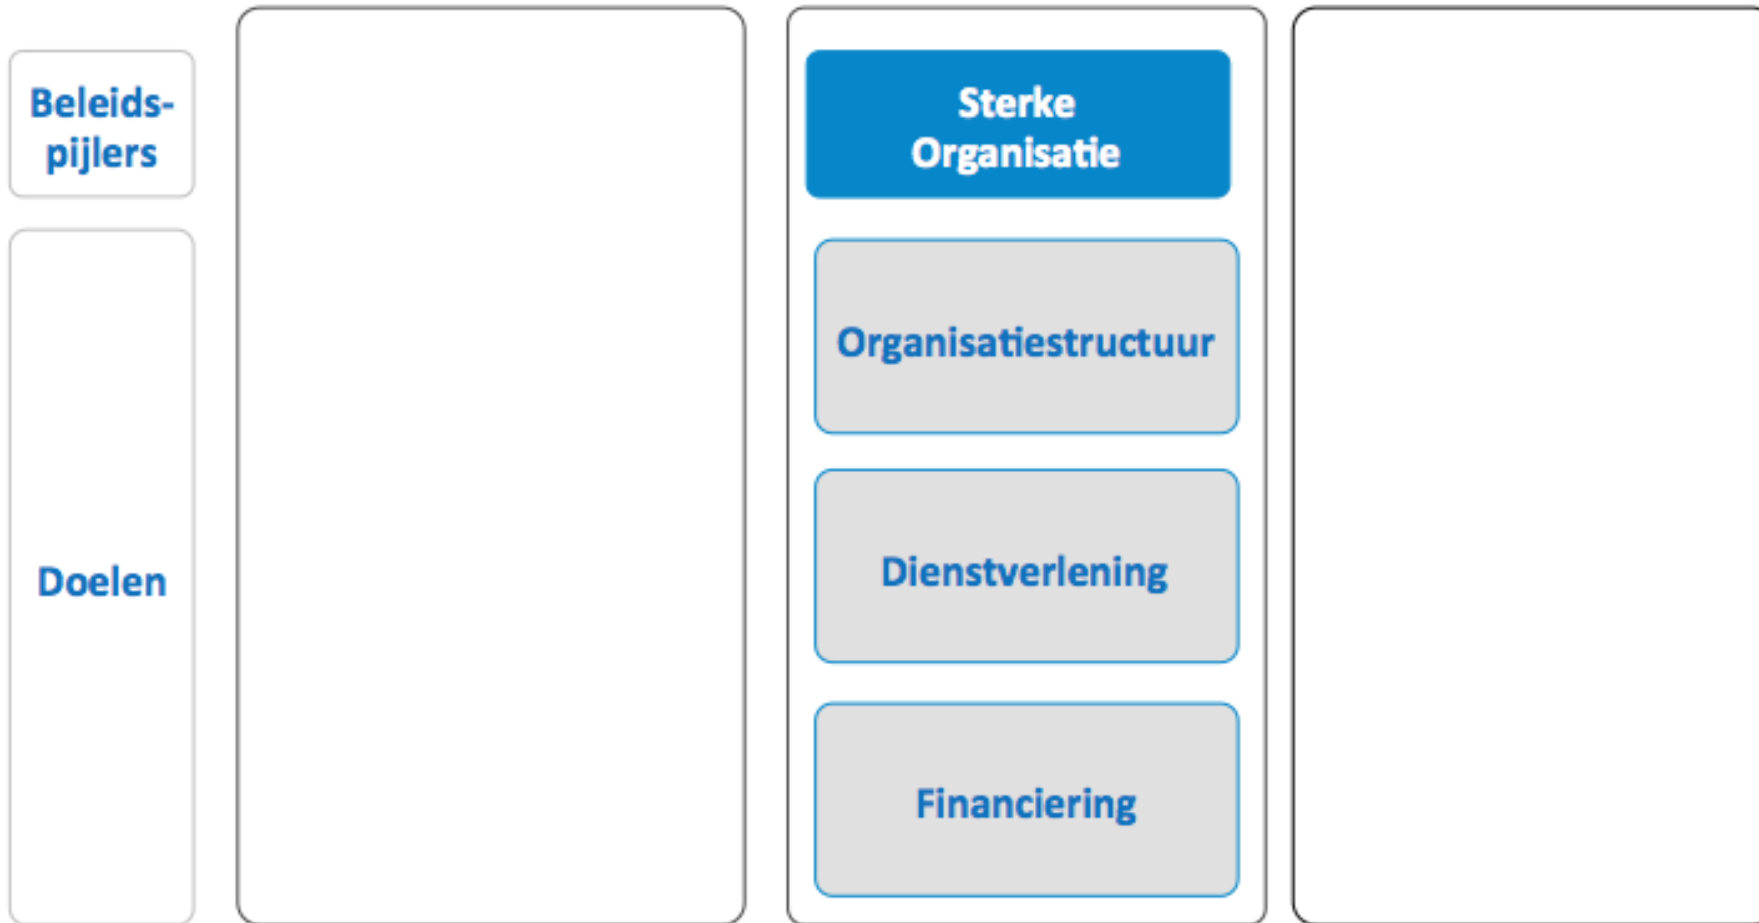 Beleids-
pijlers
Sterke
Organisatie
Organisatiestructuur
Doelen
Dienstverlening
Financiering